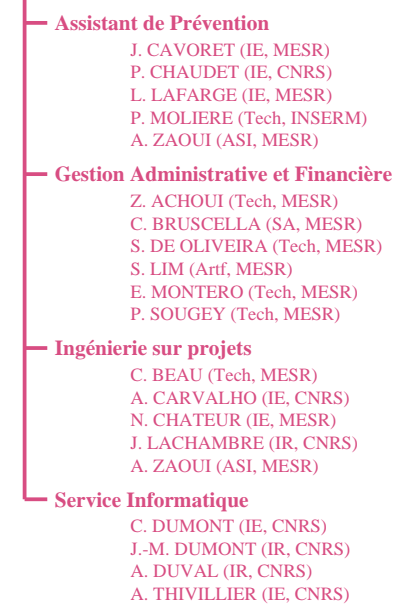 Assistant de Prévention
J. CAVORET (IE, MESR)
P. CHAUDET (IE, CNRS)
L. LAFARGE (IE, MESR)
P. MOLIERE (Tech, INSERM)
A. ZAOUI (ASI, MESR)
Gestion Administrative et Financière
Z. ACHOUI (Tech, MESR)
C. BRUSCELLA (SA, MESR)
S. DE OLIVEIRA (Tech, MESR)
S. LIM (Artf, MESR)
E. MONTERO (Tech, MESR)
P. SOUGEY (Tech, MESR)
Ingénierie sur projets
C. BEAU (Tech, MESR)
A. CARVALHO (IE, CNRS)
N. CHATEUR (IE, MESR)
J. LACHAMBRE (IR, CNRS)
A. ZAOUI (ASI, MESR)
Service Informatique
C. DUMONT (IE, CNRS)
J.-M. DUMONT (IR, CNRS)
A. DUVAL (IR, CNRS)
A. THIVILLIER (IE, CNRS)